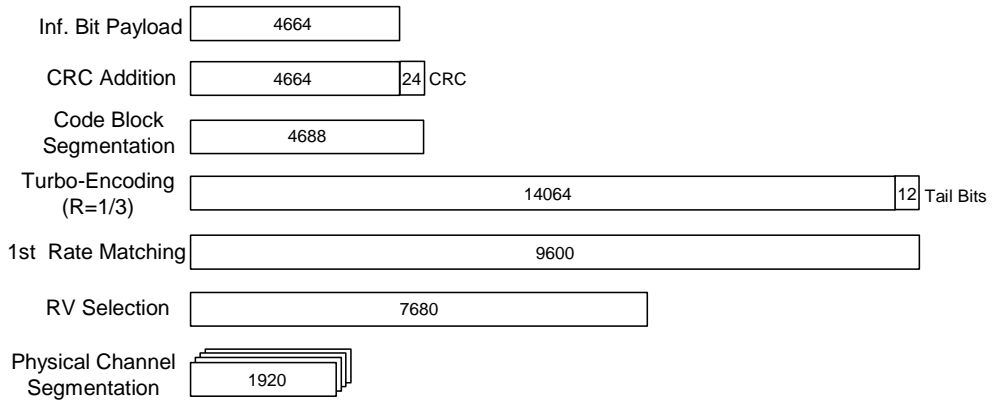 Inf. Bit Payload 4664
CRC Addition 4664 24 CRC
Code Block
Segmentation 4688
Turbo-Encoding
(R=1/3) 14064 12 Tail Bits
1st Rate Matching 9600
RV Selection 7680
Physical Channel
Segmentation 1920